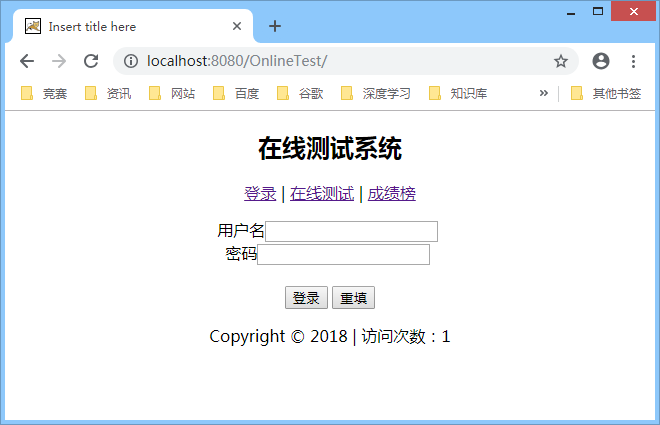 Insert title here
localhost:8080/OnlineTest/
竞赛 资讯 网站 百度 谷歌 深度学习 知识库 » 其他书签
在线测试系统
登录 | 在线测试 | 成绩榜
用户名
密码
登录 重填
Copyright © 2018 | 访问次数：1